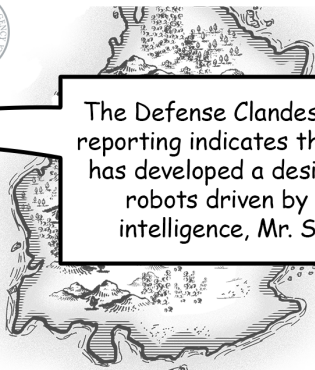 The Defense Clandes
reporting indicates th
has developed a desi
robots driven by
intelligence, Mr. S